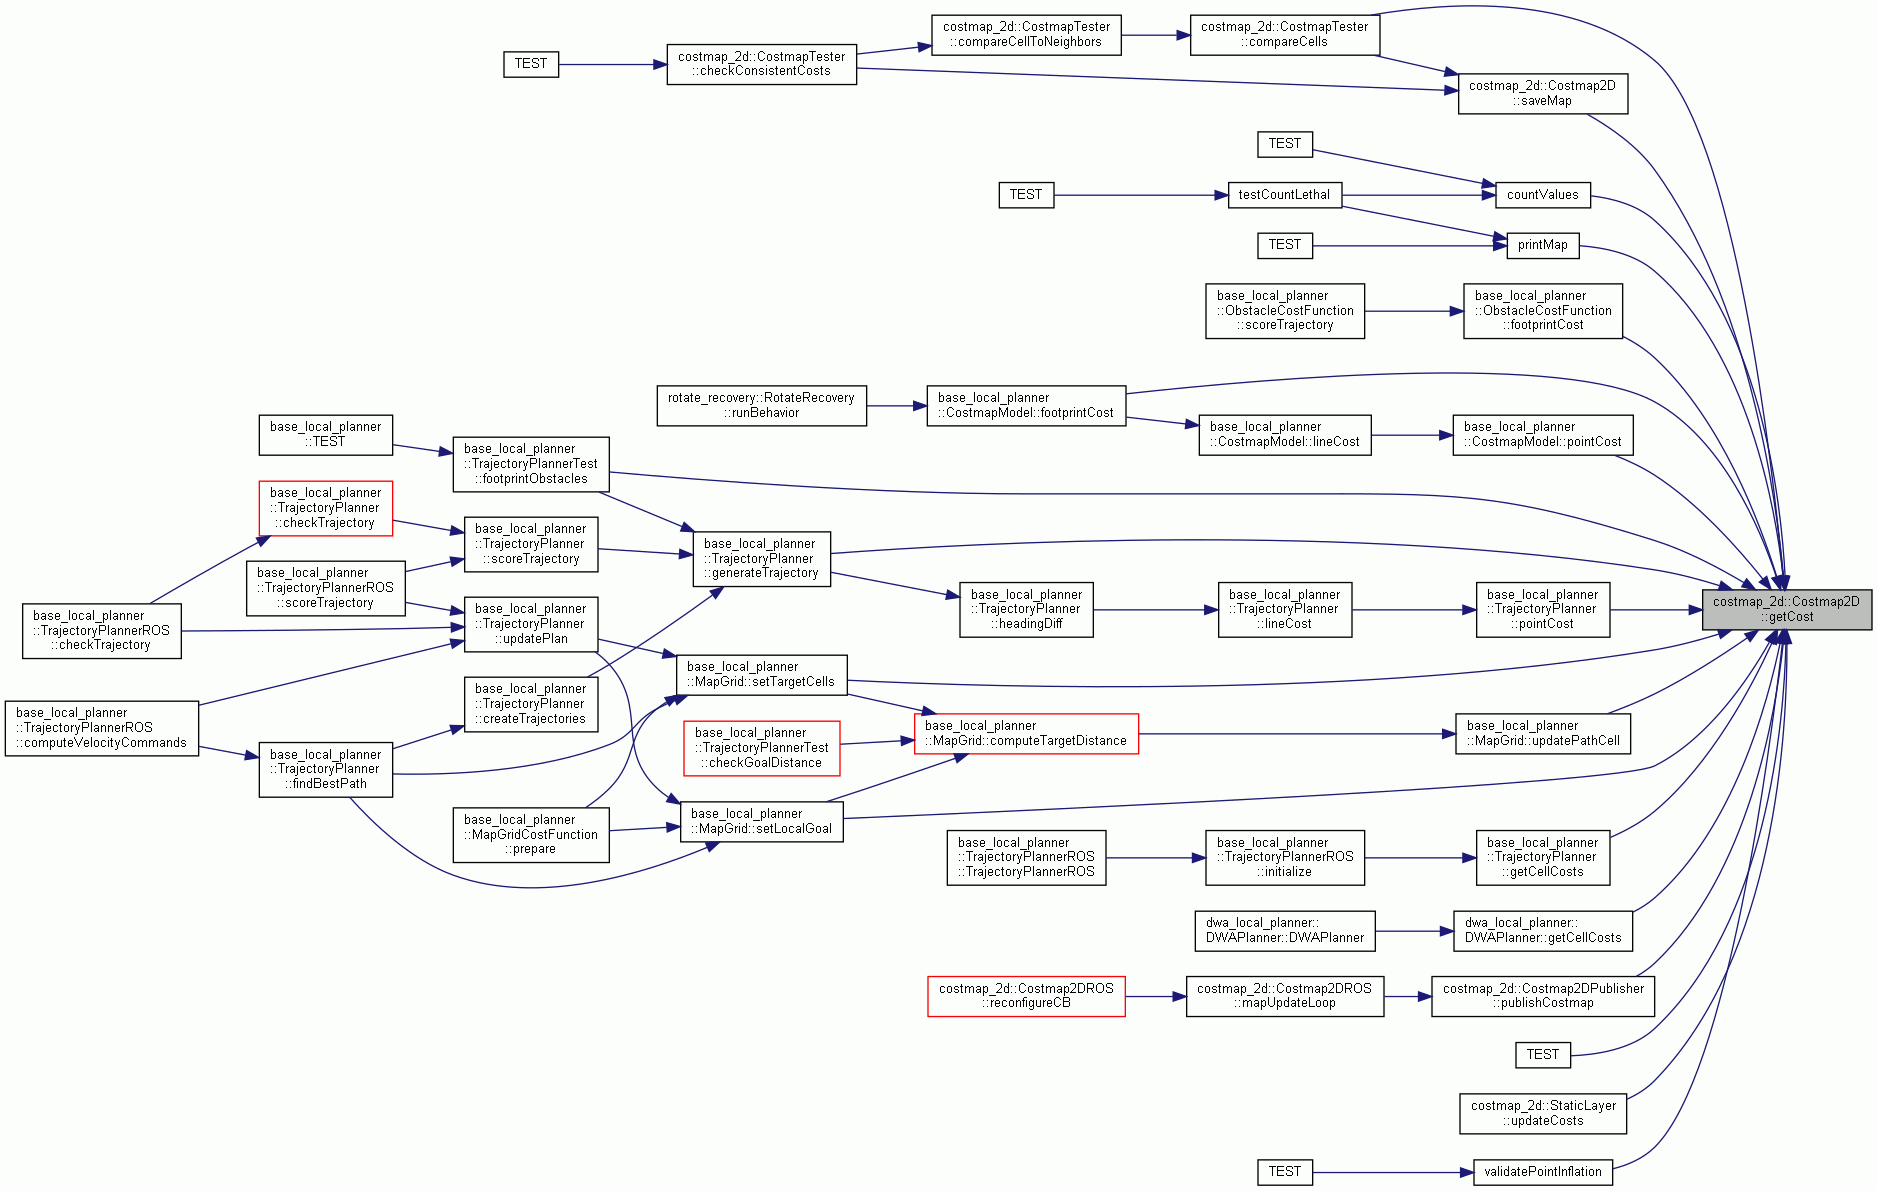 costmap_2d::CostmapTester
::compareCellToNeighbors
costmap_2d::CostmapTester
::compareCells
TEST
costmap_2d::CostmapTester
::checkConsistentCosts
costmap_2d::Costmap2D
::saveMap
TEST
TEST
testCountLethal
countValues
TEST
printMap
base_local_planner
::ObstacleCostFunction
::scoreTrajectory
base_local_planner
::ObstacleCostFunction
::footprintCost
rotate_recovery::RotateRecovery
::runBehavior
base_local_planner
::CostmapModel::footprintCost
base_local_planner
::CostmapModel::lineCost
base_local_planner
::CostmapModel::pointCost
base_local_planner
::TEST
base_local_planner
::TrajectoryPlannerTest
::footprintObstacles
base_local_planner
::TrajectoryPlanner
::checkTrajectory
base_local_planner
::TrajectoryPlanner
::scoreTrajectory
base_local_planner
::TrajectoryPlanner
::generateTrajectory
base_local_planner
::TrajectoryPlannerROS
::scoreTrajectory
base_local_planner
::TrajectoryPlanner
::headingDiff
base_local_planner
::TrajectoryPlanner
::lineCost
base_local_planner
::TrajectoryPlanner
::pointCost
costmap_2d::Costmap2D
::getCost
base_local_planner
::TrajectoryPlannerROS
::checkTrajectory
base_local_planner
::TrajectoryPlanner
::updatePlan
base_local_planner
::MapGrid::setTargetCells
base_local_planner
::TrajectoryPlanner
::createTrajectories
base_local_planner
::TrajectoryPlannerROS
::computeVelocityCommands
base_local_planner
::TrajectoryPlannerTest
::checkGoalDistance
base_local_planner
::MapGrid::computeTargetDistance
base_local_planner
::MapGrid::updatePathCell
base_local_planner
::TrajectoryPlanner
::findBestPath
base_local_planner
::MapGridCostFunction
::prepare
base_local_planner
::MapGrid::setLocalGoal
base_local_planner
::TrajectoryPlannerROS
::TrajectoryPlannerROS
base_local_planner
::TrajectoryPlannerROS
::initialize
base_local_planner
::TrajectoryPlanner
::getCellCosts
dwa_local_planner::
DWAPlanner::DWAPlanner
dwa_local_planner::
DWAPlanner::getCellCosts
costmap_2d::Costmap2DROS
::reconfigureCB
costmap_2d::Costmap2DROS
::mapUpdateLoop
costmap_2d::Costmap2DPublisher
::publishCostmap
TEST
costmap_2d::StaticLayer
::updateCosts
TEST
validatePointInflation